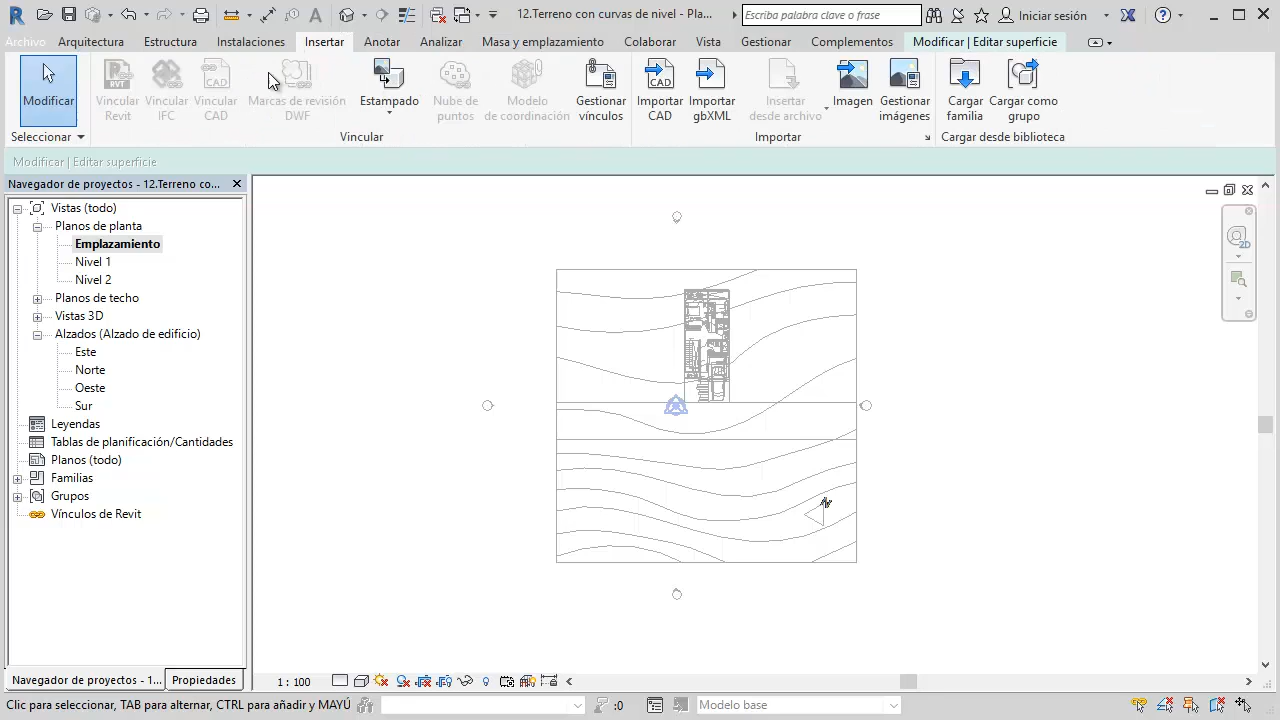 12.Terreno con curvas de nivel - Pla...
Escriba palabra clave o frase
Iniciar sesión
Archivo
Arquitectura
Estructura
Instalaciones
Insertar
Anotar
Analizar
Masa y emplazamiento
Colaborar
Vista
Gestionar
Complementos
Modificar | Editar superficie
Modificar
Vincular Revit
Vincular IFC
Vincular CAD
Marcas de revisión DWF
Estampado
Nube de puntos
Modelo de coordinación
Gestionar vínculos
Importar CAD
Importar gbXML
Insertar desde archivo
Imagen
Gestionar imágenes
Cargar familia
Cargar como grupo
Seleccionar
Vincular
Importar
Cargar desde biblioteca
Modificar | Editar superficie
Navegador de proyectos - 12.Terreno co...
Vistas (todo)
Planos de planta
Emplazamiento
Nivel 1
Nivel 2
Planos de techo
Vistas 3D
Alzados (Alzado de edificio)
Este
Norte
Oeste
Sur
Leyendas
Tablas de planificación/Cantidades
Planos (todo)
Familias
Grupos
Vínculos de Revit
2D
Navegador de proyectos - 1...
Propiedades
1 : 100
Clic para seleccionar, TAB para alternar, CTRL para añadir y MAYÚ
:0
Modelo base